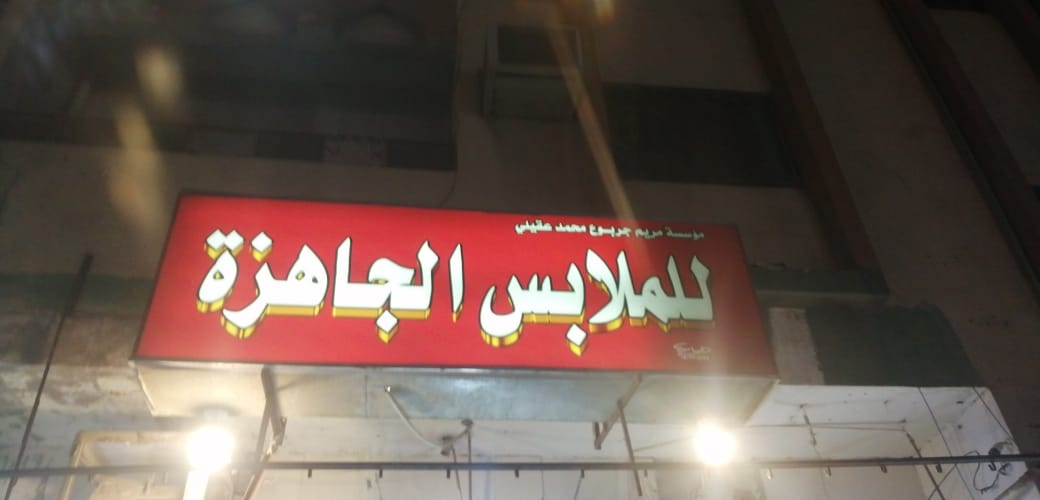 مؤسسة مريم جربوع محمد عقيلي
للملابس الجاهزة